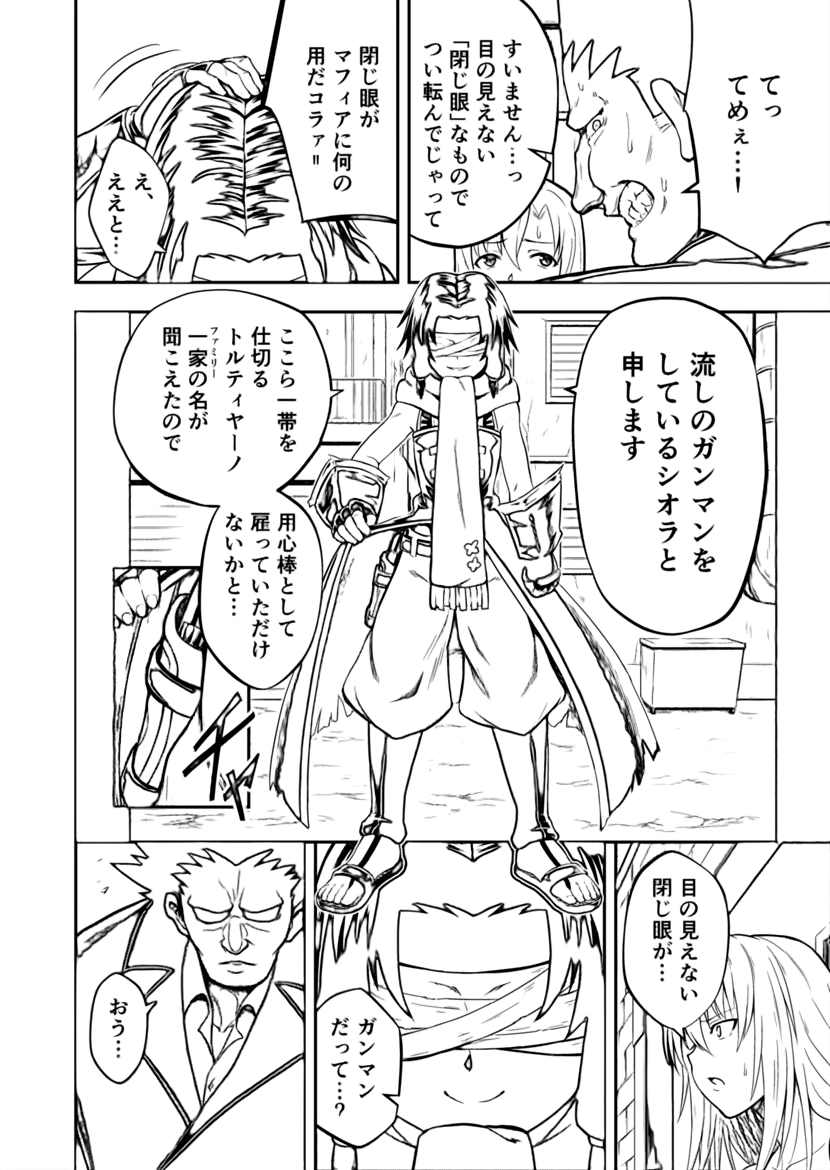 てっ
てめぇ…！
すいません…っ
目の見えない
「閉じ眼」なもので
つい転んでじゃって
閉じ眼が
マフィアに何の
用だコラァ‼
え、
ええと…
流しのガンマンを
しているシオラと
申します
ここら一帯を
仕切る
トルティヤーノ
一家の名が
ファミリー
聞こえたので
用心棒として
雇っていただけ
ないかと…
ギャ
目の見えない
閉じ眼が…
ガンマン
だって…？
おう…